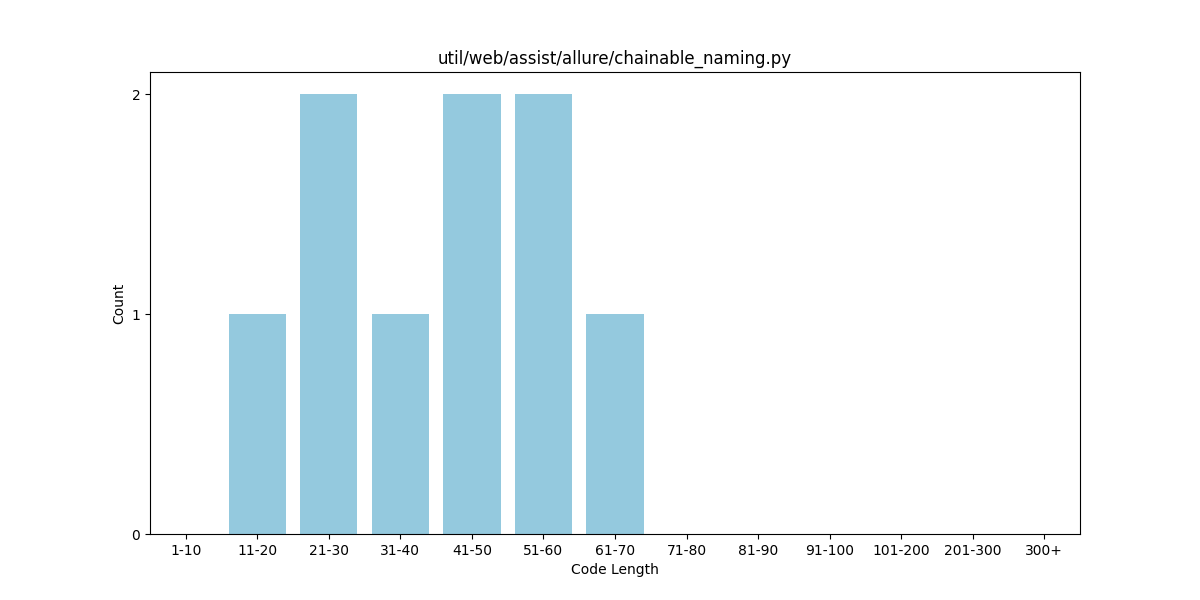 util/web/assist/allure/chainable_naming.py
2
1
0
Count
1-10 11-20 21-30 31-40 41-50 51-60 61-70 71-80 81-90 91-100 101-200 201-300 300+
Code Length